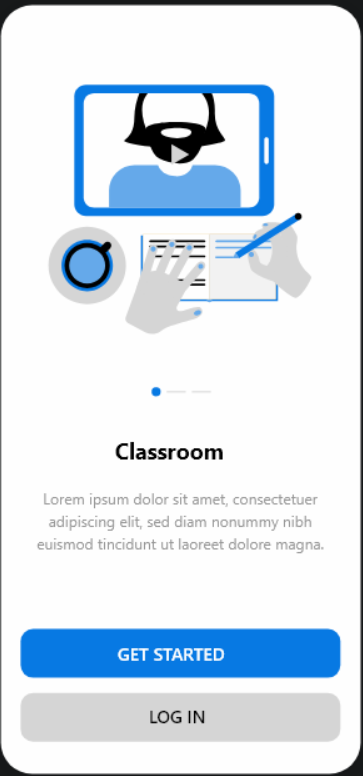 Classroom
Lorem ipsum dolor sit amet, consectetuer
adipiscing elit, sed diam nonummy nibh
euismod tincidunt ut laoreet dolore magna.
GET STARTED
LOG IN